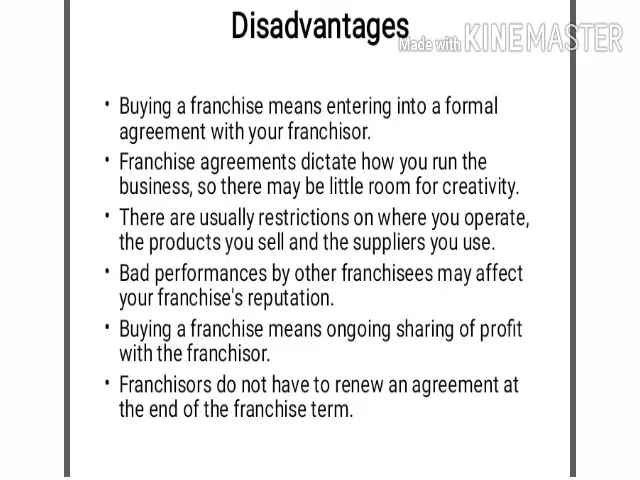 Disadvantages
Made with KINEMASTER
• Buying a franchise means entering into a formal
agreement with your franchisor.
• Franchise agreements dictate how you run the
business, so there may be little room for creativity.
• There are usually restrictions on where you operate,
the products you sell and the suppliers you use.
• Bad performances by other franchisees may affect
your franchise's reputation.
• Buying a franchise means ongoing sharing of profit
with the franchisor.
• Franchisors do not have to renew an agreement at
the end of the franchise term.